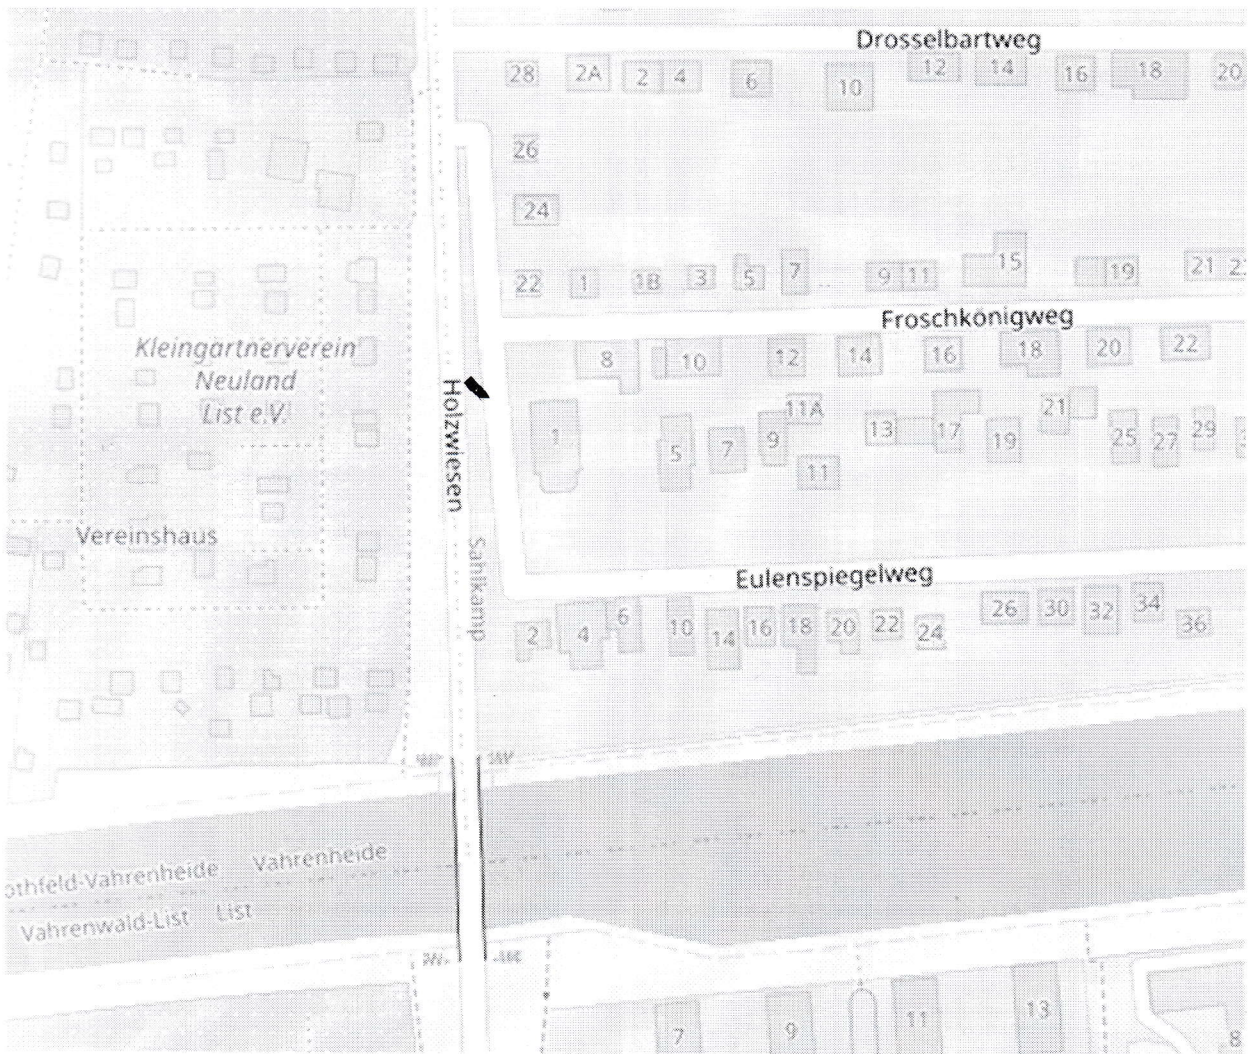 Drosselbartweg
28 2A 2 4 6 10 12 14 16 18 20
26
24
22 1 1B 3 5 7 9 11 15 19 21
Froschkönigweg
8 10 12 14 16 18 20 22
Kleingartnerverein
Neuland
List e.V.
Holzwiesen
1 5 7 9 11A 11 13 17 19 21 25 27 29
Vereinshaus
Sahlkamp
Eulenspiegelweg
2 4 6 10 14 16 18 20 22 24 26 30 32 34 36
othfeld-Vahrenheide Vahrenheide
Vahrenwald-List List
7 9 11 13 8